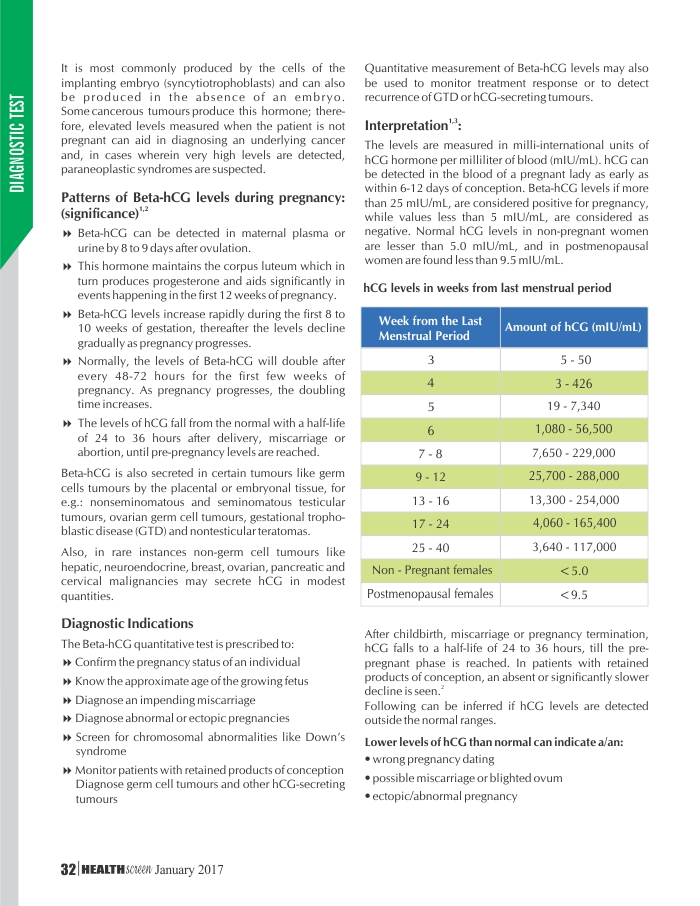 DIAGNOSTIC TEST
It is most commonly produced by the cells of the
implanting embryo (syncytiotrophoblasts) and can also
be produced in the absence of an embryo.
Some cancerous tumours produce this hormone; there-
fore, elevated levels measured when the patient is not
pregnant can aid in diagnosing an underlying cancer
and, in cases wherein very high levels are detected,
paraneoplastic syndromes are suspected.
Patterns of Beta-hCG levels during pregnancy:
(significance)1,2
Beta-hCG can be detected in maternal plasma or
urine by 8 to 9 days after ovulation.
This hormone maintains the corpus luteum which in
turn produces progesterone and aids significantly in
events happening in the first 12 weeks of pregnancy.
Beta-hCG levels increase rapidly during the first 8 to
10 weeks of gestation, thereafter the levels decline
gradually as pregnancy progresses.
Normally, the levels of Beta-hCG will double after
every 48-72 hours for the first few weeks of
pregnancy. As pregnancy progresses, the doubling
time increases.
The levels of hCG fall from the normal with a half-life
of 24 to 36 hours after delivery, miscarriage or
abortion, until pre-pregnancy levels are reached.
Beta-hCG is also secreted in certain tumours like germ
cells tumours by the placental or embryonal tissue, for
e.g.: nonseminomatous and seminomatous testicular
tumours, ovarian germ cell tumours, gestational tropho-
blastic disease (GTD) and nontesticular teratomas.
Also, in rare instances non-germ cell tumours like
hepatic, neuroendocrine, breast, ovarian, pancreatic and
cervical malignancies may secrete hCG in modest
quantities.
Diagnostic Indications
The Beta-hCG quantitative test is prescribed to:
Confirm the pregnancy status of an individual
Know the approximate age of the growing fetus
Diagnose an impending miscarriage
Diagnose abnormal or ectopic pregnancies
Screen for chromosomal abnormalities like Down's
syndrome
Monitor patients with retained products of conception
Diagnose germ cell tumours and other hCG-secreting
tumours
Quantitative measurement of Beta-hCG levels may also
be used to monitor treatment response or to detect
recurrence of GTD or hCG-secreting tumours.
Interpretation1,3:
The levels are measured in milli-international units of
hCG hormone per milliliter of blood (mIU/mL). hCG can
be detected in the blood of a pregnant lady as early as
within 6-12 days of conception. Beta-hCG levels if more
than 25 mIU/mL, are considered positive for pregnancy,
while values less than 5 mIU/mL, are considered as
negative. Normal hCG levels in non-pregnant women
are lesser than 5.0 mIU/mL, and in postmenopausal
women are found less than 9.5 mIU/mL.
hCG levels in weeks from last menstrual period
Week from the Last
Menstrual Period
Amount of hCG (mIU/mL)
3 5 - 50
4 3 - 426
5 19 - 7,340
6 1,080 - 56,500
7 - 8 7,650 - 229,000
9 - 12 25,700 - 288,000
13 - 16 13,300 - 254,000
17 - 24 4,060 - 165,400
25 - 40 3,640 - 117,000
Non - Pregnant females <5.0
Postmenopausal females <9.5
After childbirth, miscarriage or pregnancy termination,
hCG falls to a half-life of 24 to 36 hours, till the pre-
pregnant phase is reached. In patients with retained
products of conception, an absent or significantly slower
decline is seen.2
Following can be inferred if hCG levels are detected
outside the normal ranges.
Lower levels of hCG than normal can indicate a/an:
• wrong pregnancy dating
• possible miscarriage or blighted ovum
• ectopic/abnormal pregnancy
32 HEALTHscreen January 2017